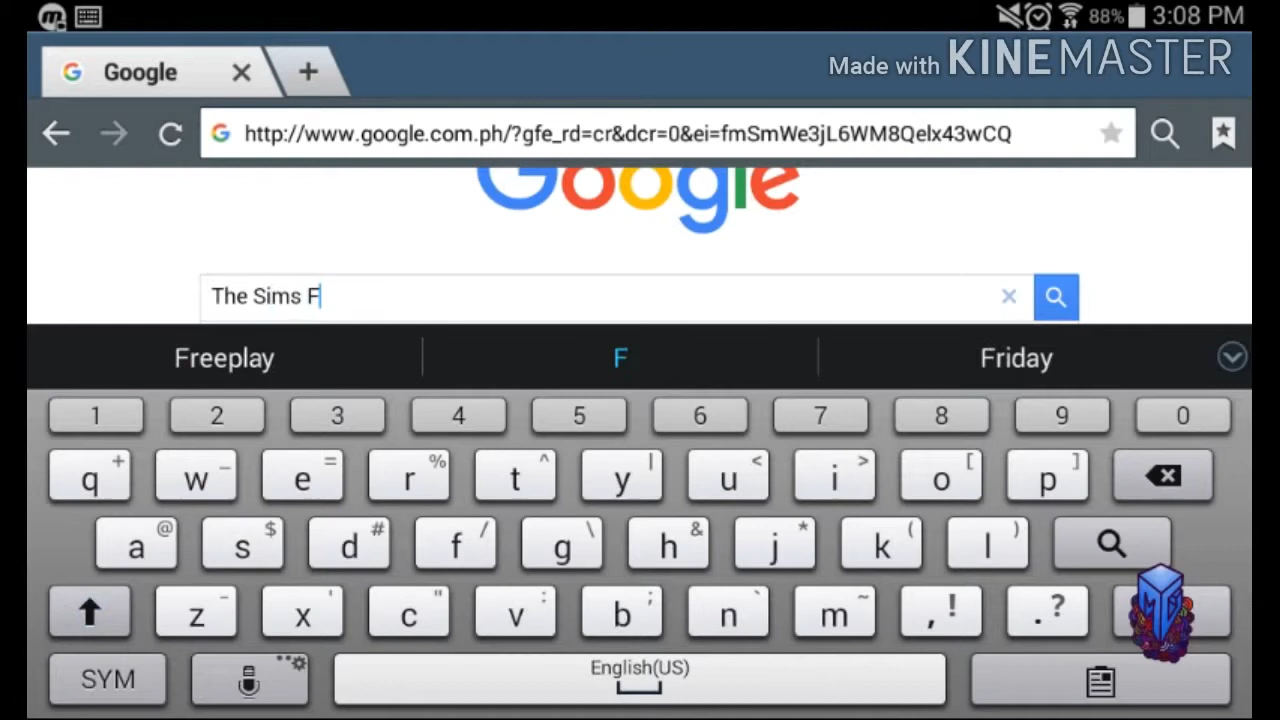 88% 3:08 PM
Google
Made with KINEMASTER
http://www.google.com.ph/?gfe_rd=cr&dcr=0&ei=fmSmWe3jL6WM8Qelx43wCQ
Google
The Sims F
Freeplay F Friday
1 2 3 4 5 6 7 8 9 0
q + w _ e = r % t ^ y | u < i > o [ p ]
a @ s $ d # f / g \ h & j * k ( l )
z - x ' c " v : b ; n ` m ~ , ! . ?
SYM English(US)